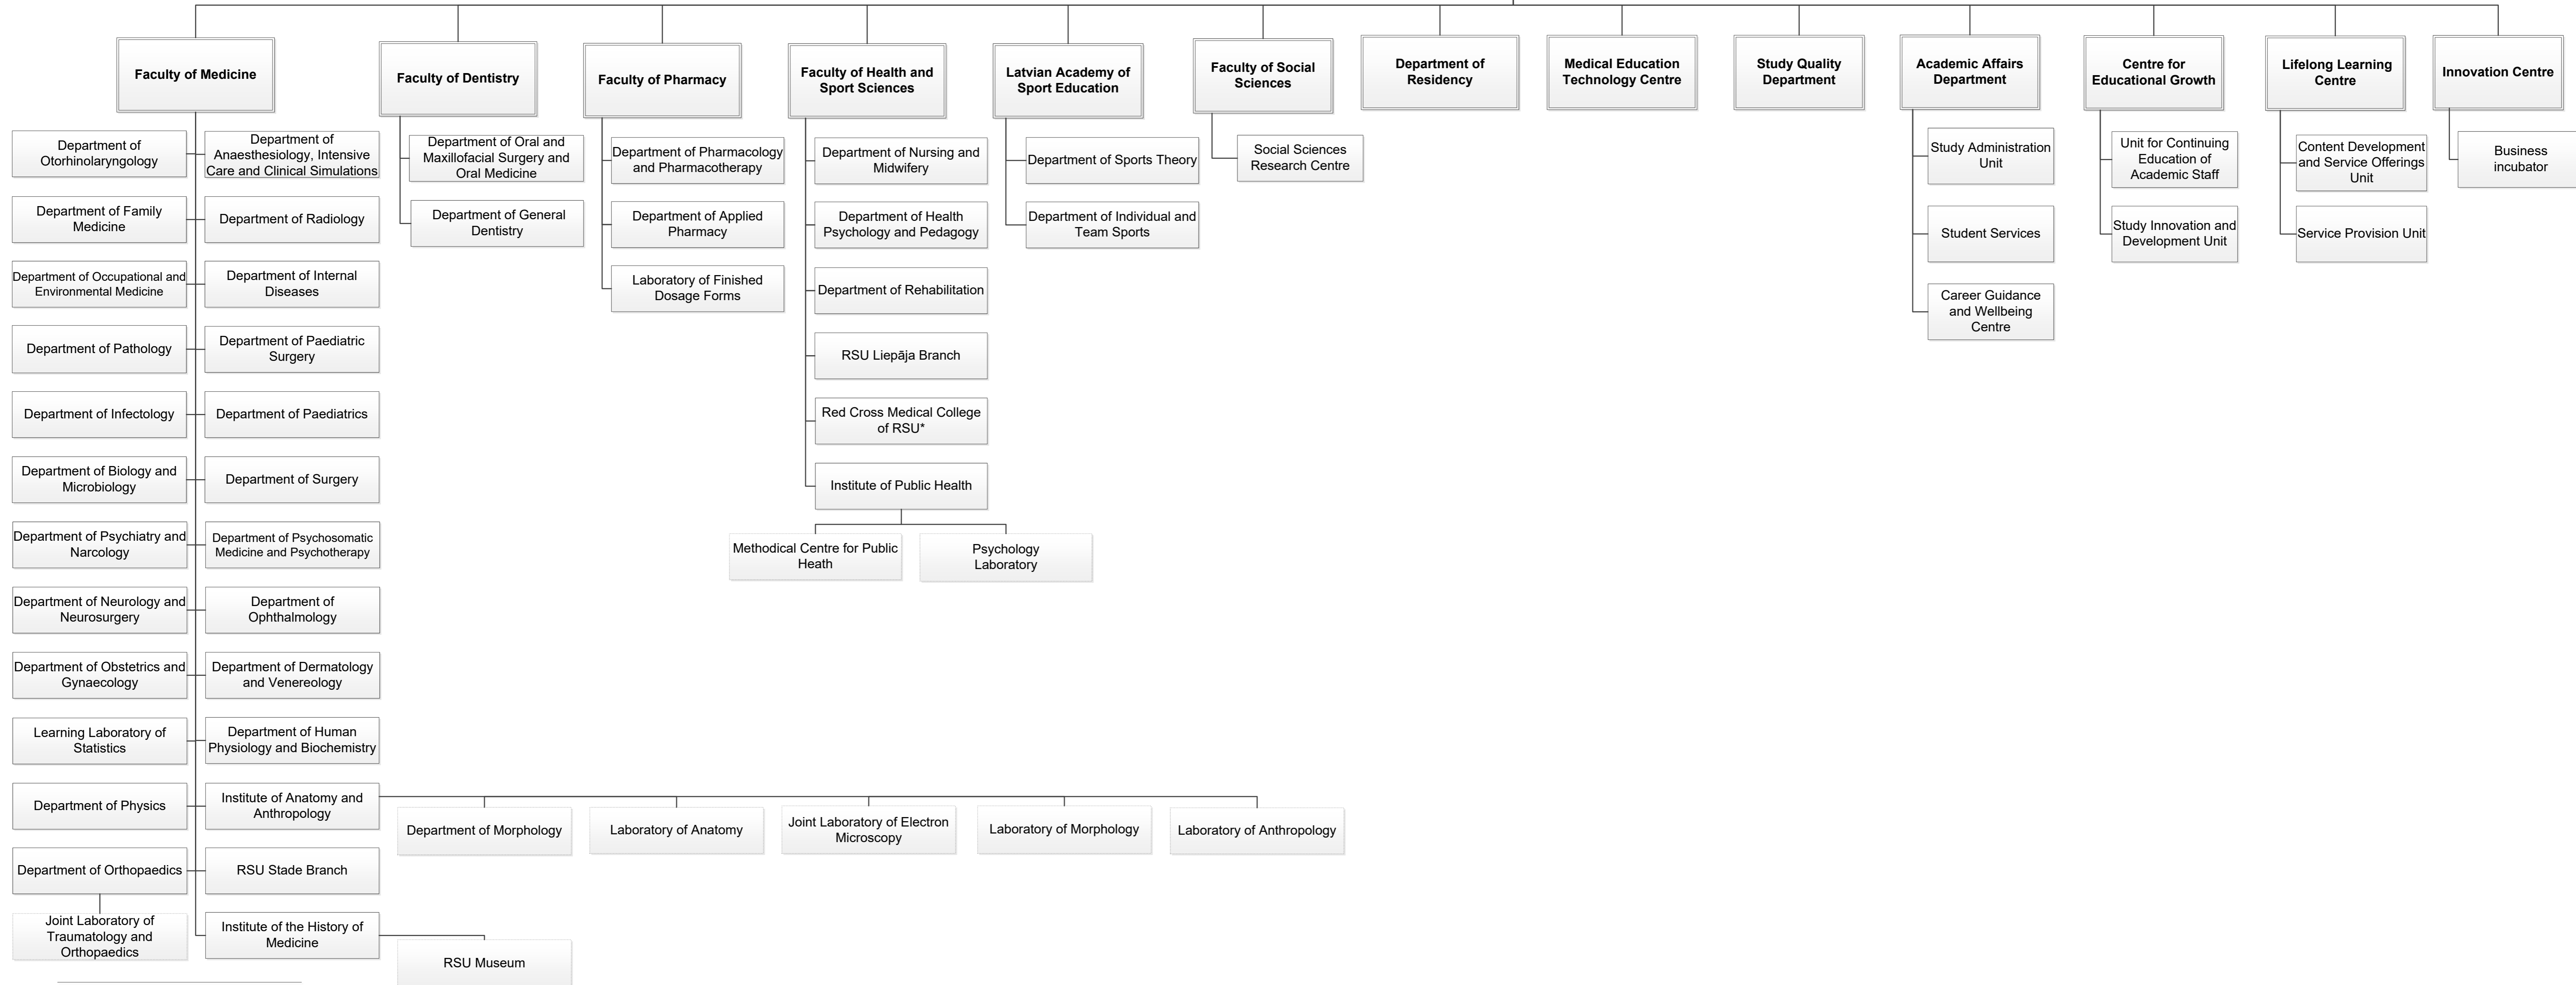 Faculty of Medicine
Faculty of Dentistry
Faculty of Pharmacy
Faculty of Health and
Sport Sciences
Latvian Academy of
Sport Education
Faculty of Social
Sciences
Department of
Residency
Medical Education
Technology Centre
Study Quality
Department
Academic Affairs
Department
Centre for
Educational Growth
Lifelong Learning
Centre
Innovation Centre
Department of
Otorhinolaryngology
Department of
Anaesthesiology, Intensive
Care and Clinical Simulations
Department of Family
Medicine
Department of Radiology
Department of Occupational and
Environmental Medicine
Department of Internal
Diseases
Department of Pathology
Department of Paediatric
Surgery
Department of Infectology
Department of Paediatrics
Department of Biology and
Microbiology
Department of Surgery
Department of Psychiatry and
Narcology
Department of Psychosomatic
Medicine and Psychotherapy
Department of Neurology and
Neurosurgery
Department of
Ophthalmology
Department of Obstetrics and
Gynaecology
Department of Dermatology
and Venereology
Learning Laboratory of
Statistics
Department of Human
Physiology and Biochemistry
Department of Physics
Institute of Anatomy and
Anthropology
Department of Morphology
Laboratory of Anatomy
Joint Laboratory of Electron
Microscopy
Laboratory of Morphology
Laboratory of Anthropology
Department of Orthopaedics
RSU Stade Branch
Joint Laboratory of
Traumatology and
Orthopaedics
Institute of the History of
Medicine
RSU Museum
Department of Oral and
Maxillofacial Surgery and
Oral Medicine
Department of General
Dentistry
Department of Pharmacology
and Pharmacotherapy
Department of Applied
Pharmacy
Laboratory of Finished
Dosage Forms
Department of Nursing and
Midwifery
Department of Health
Psychology and Pedagogy
Department of Rehabilitation
RSU Liepāja Branch
Red Cross Medical College
of RSU*
Institute of Public Health
Methodical Centre for Public
Heath
Psychology
Laboratory
Department of Sports Theory
Department of Individual and
Team Sports
Social Sciences
Research Centre
Study Administration
Unit
Student Services
Career Guidance
and Wellbeing
Centre
Unit for Continuing
Education of
Academic Staff
Study Innovation and
Development Unit
Content Development
and Service Offerings
Unit
Service Provision Unit
Business
incubator